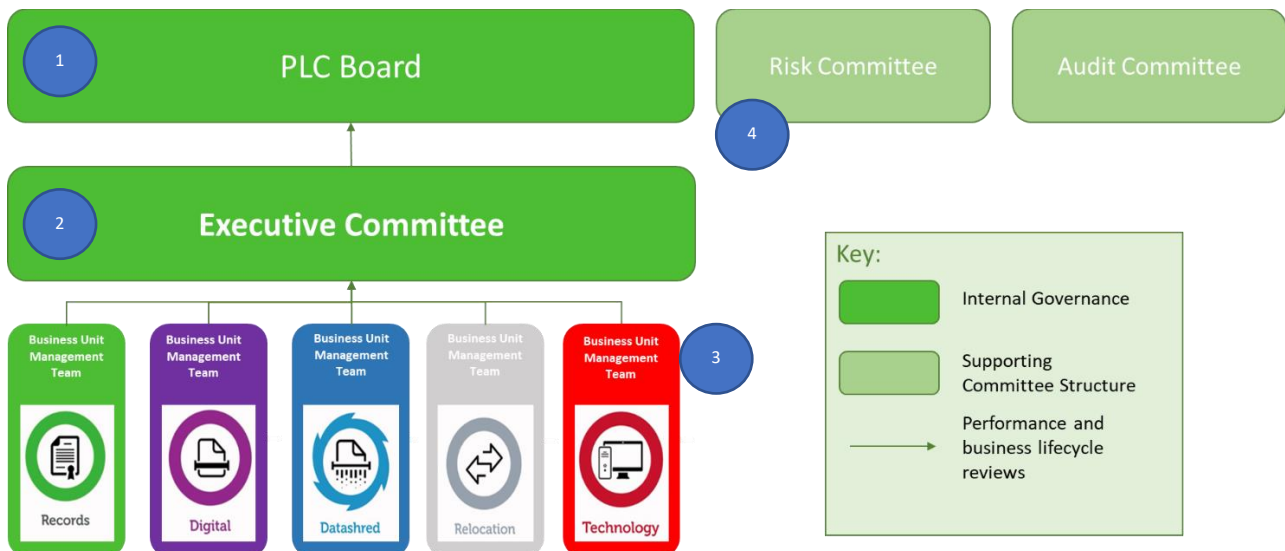 1
PLC Board
Risk Committee
Audit Committee
4
2
Executive Committee
Key:
Internal Governance
Supporting
Committee Structure
Performance and
business lifecycle
reviews
Business Unit
Management
Team
Records
Business Unit
Management
Team
Digital
Business Unit
Management
Team
Datashred
Business Unit
Management
Team
Relocation
Business Unit
Management
Team
Technology
3